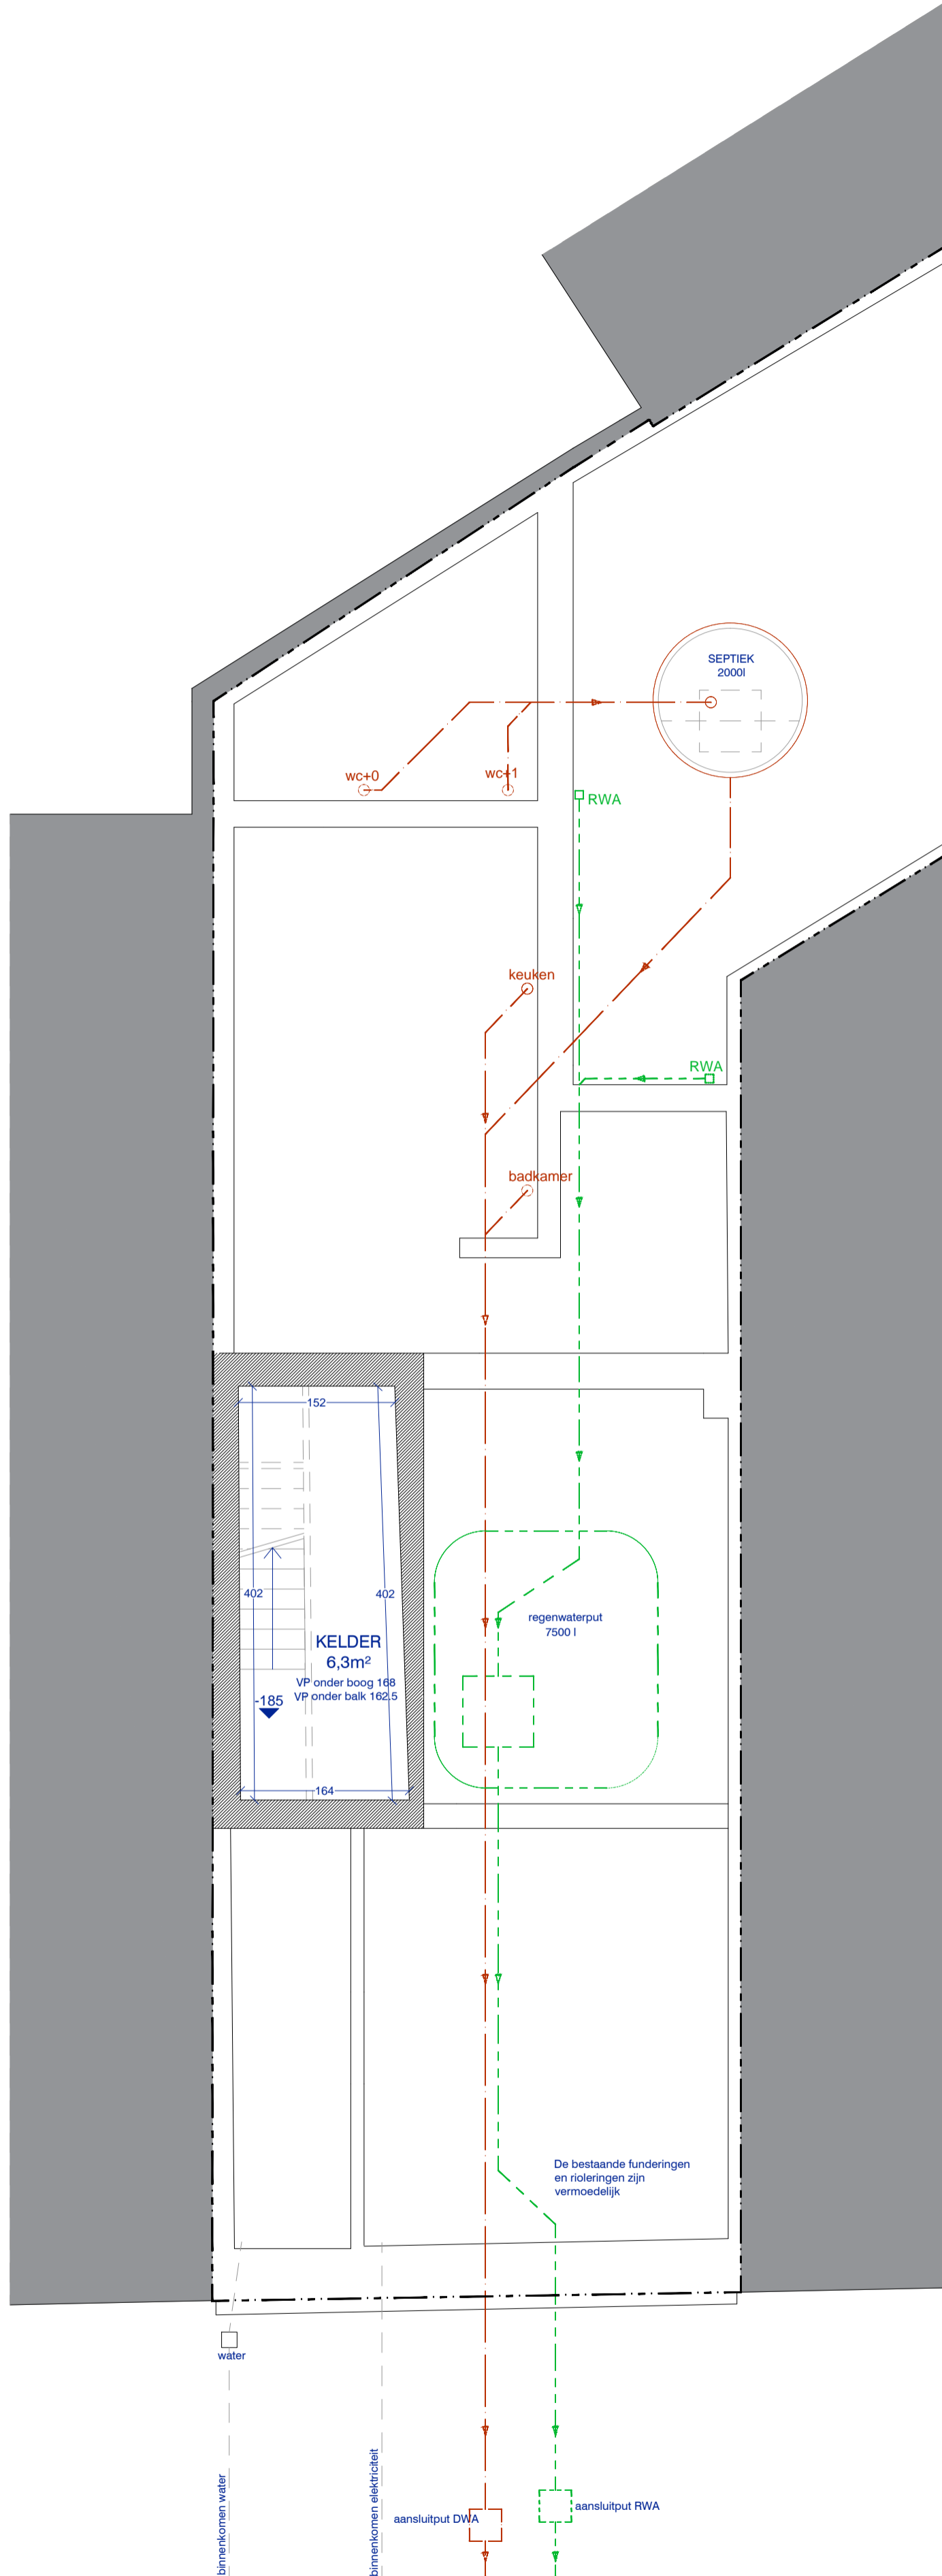 SEPTIEK
2000l
wc+0
wc+1
RWA
keuken
RWA
badkamer
152
402
402
KELDER
6,3m²
VP onder boog 168
VP onder balk 162.5
-185
164
regenwaterput
7500 l
De bestaande funderingen
en rioleringen zijn
vermoedelijk
water
binnenkomen water
binnenkomen elektriciteit
aansluitput DWA
aansluitput RWA